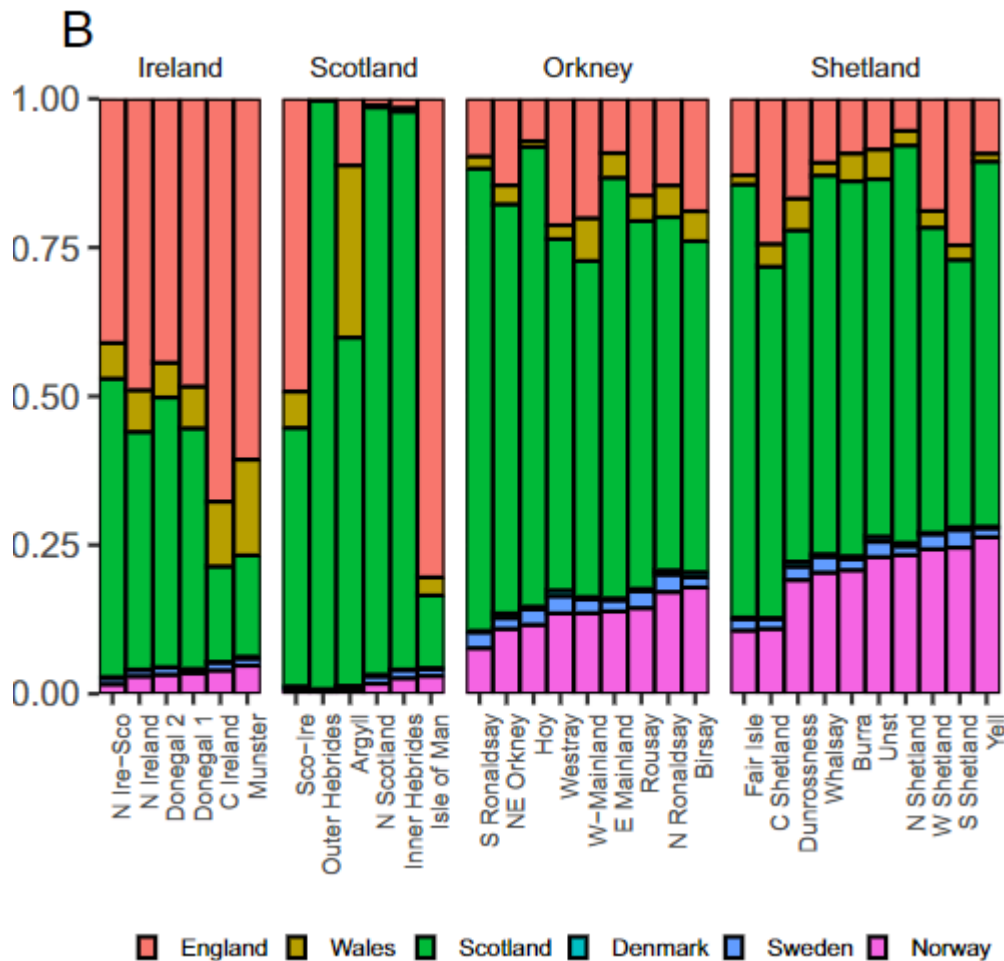 B
Ireland Scotland Orkney Shetland
1.00
0.75
0.50
0.25
0.00
N Ire-Sco
N Ireland
Donegal 2
Donegal 1
C Ireland
Munster
Sco-Ire
Outer Hebrides
Argyll
N Scotland
Inner Hebrides
Isle of Man
S Ronaldsay
NE Orkney
Hoy
Westray
W-Mainland
E Mainland
Rousay
N Ronaldsay
Birsay
Fair Isle
C Shetland
Dunrossness
Whalsay
Burra
Unst
N Shetland
W Shetland
S Shetland
Yell
England Wales Scotland Denmark Sweden Norway